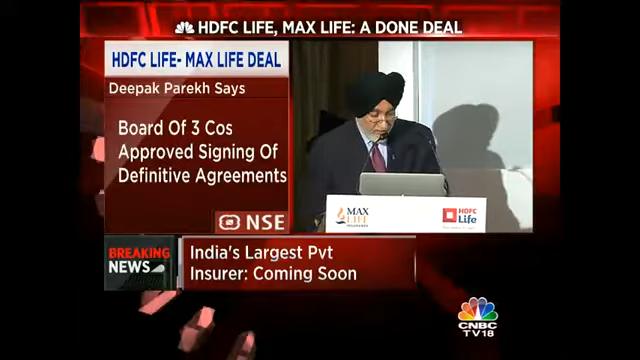 HDFC LIFE, MAX LIFE: A DONE DEAL
HDFC LIFE- MAX LIFE DEAL
Deepak Parekh Says
Board Of 3 Cos
Approved Signing Of
Definitive Agreements
NSE
MAX
LIFE
INSURANCE
HDFC
Life
BREAKING
NEWS
India's Largest Pvt
Insurer: Coming Soon
CNBC
TV18